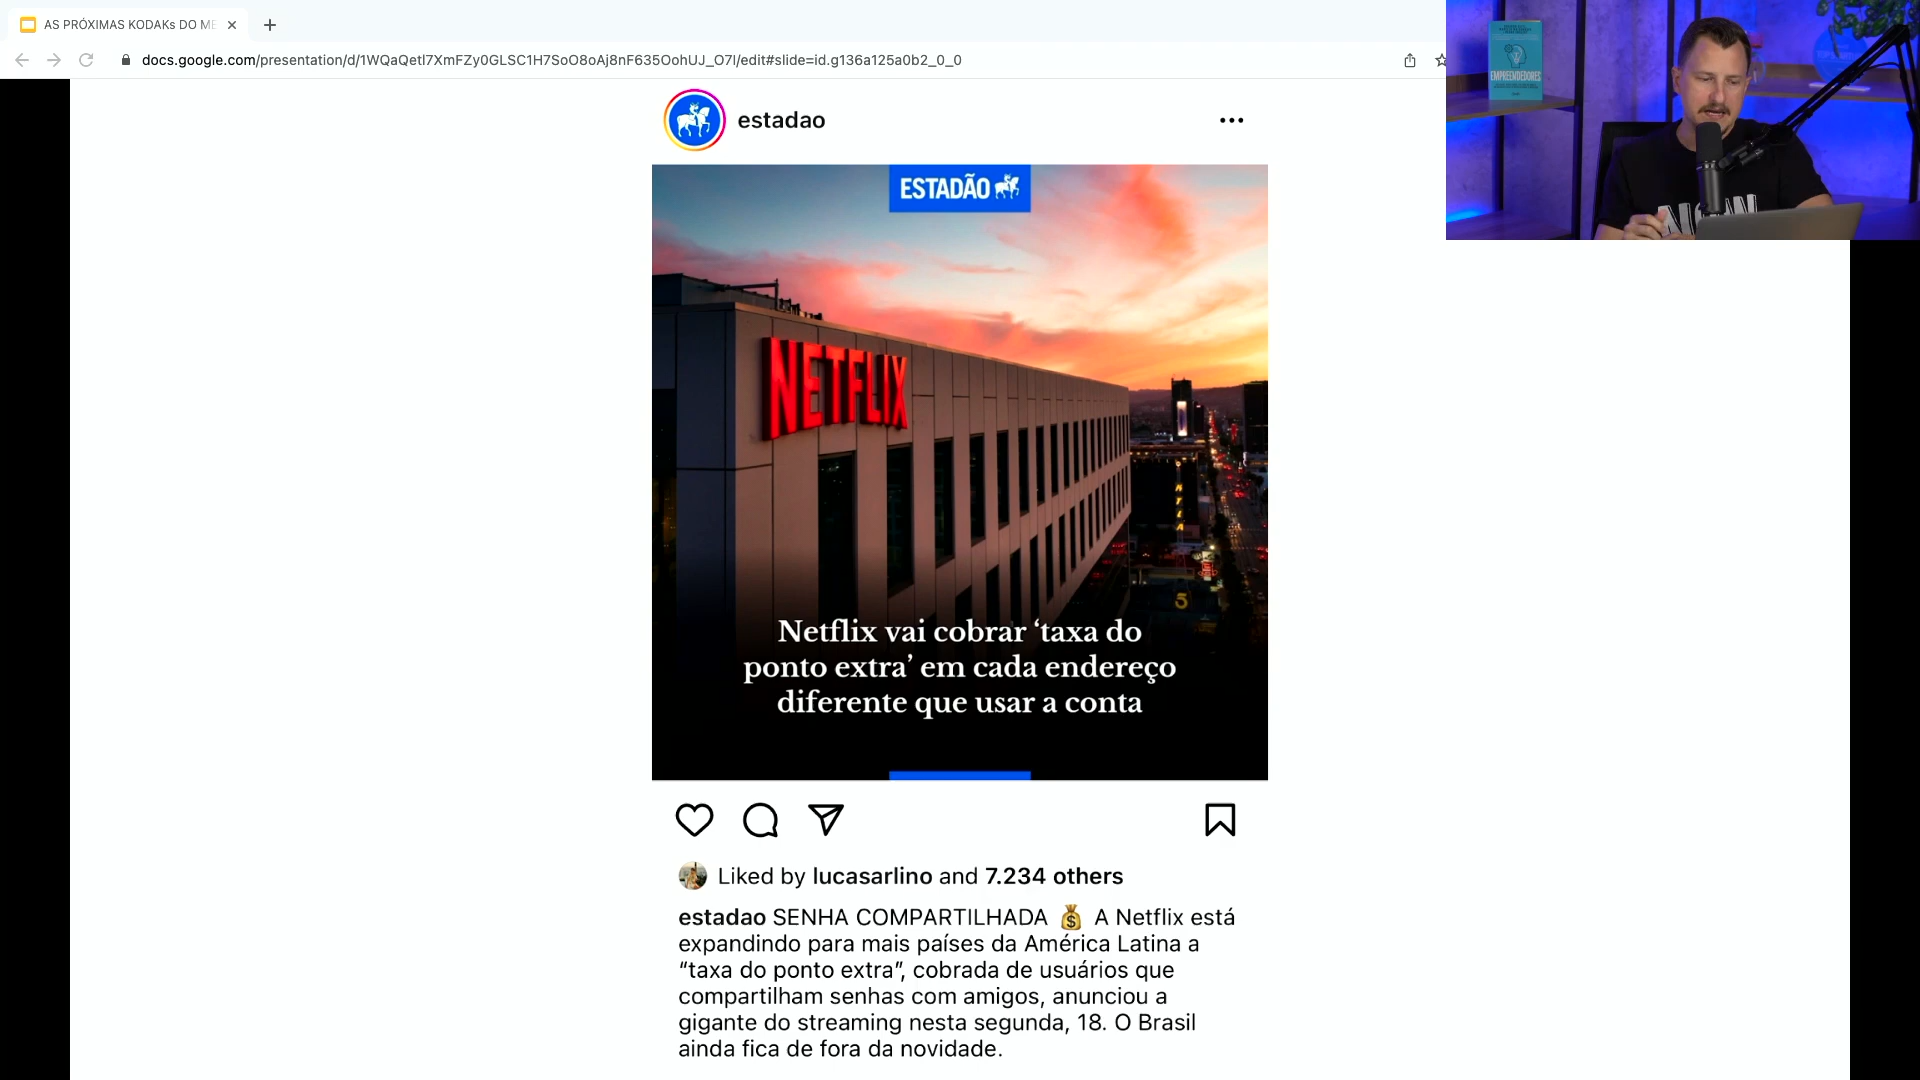 AS PRÓXIMAS KODAKs DO ME
docs.google.com/presentation/d/1WQaQetl7XmFZy0GLSC1H7SoO8oAj8nF635OohUJ_O7I/edit#slide=id.g136a125a0b2_0_0
EMPREENDEDORES
estadao
ESTADÃO
NETFLIX
Netflix vai cobrar ‘taxa do
ponto extra’ em cada endereço
diferente que usar a conta
Liked by lucasarlino and 7.234 others
estadao SENHA COMPARTILHADA 💰 A Netflix está
expandindo para mais países da América Latina a
“taxa do ponto extra”, cobrada de usuários que
compartilham senhas com amigos, anunciou a
gigante do streaming nesta segunda, 18. O Brasil
ainda fica de fora da novidade.